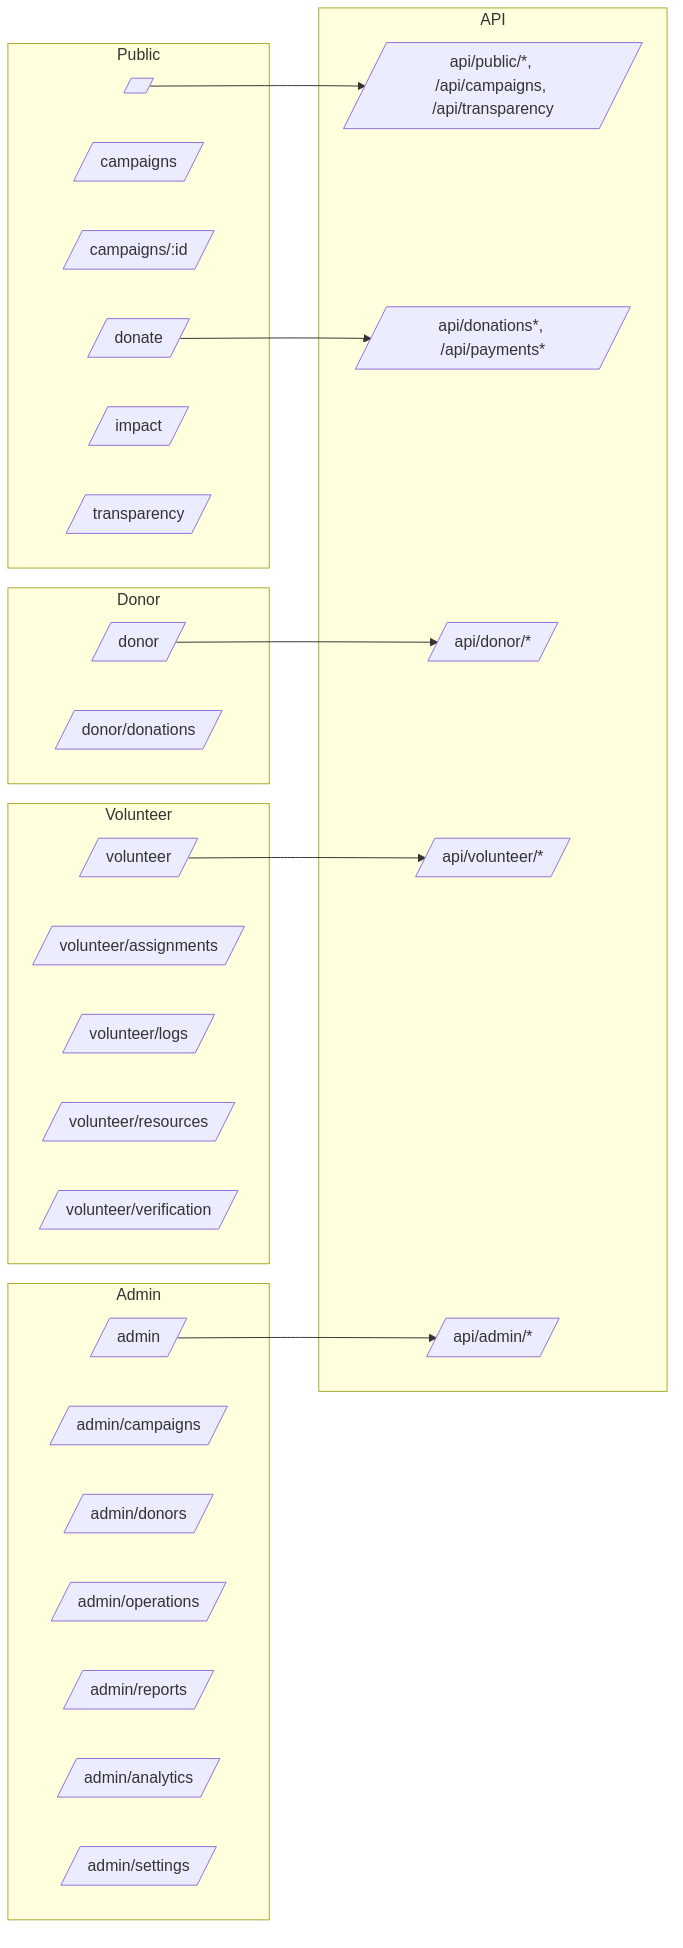 Public
campaigns
campaigns/:id
donate
impact
transparency
Donor
donor
donor/donations
Volunteer
volunteer
volunteer/assignments
volunteer/logs
volunteer/resources
volunteer/verification
Admin
admin
admin/campaigns
admin/donors
admin/operations
admin/reports
admin/analytics
admin/settings
API
api/public/*,
/api/campaigns,
/api/transparency
api/donations*,
/api/payments*
api/donor/*
api/volunteer/*
api/admin/*